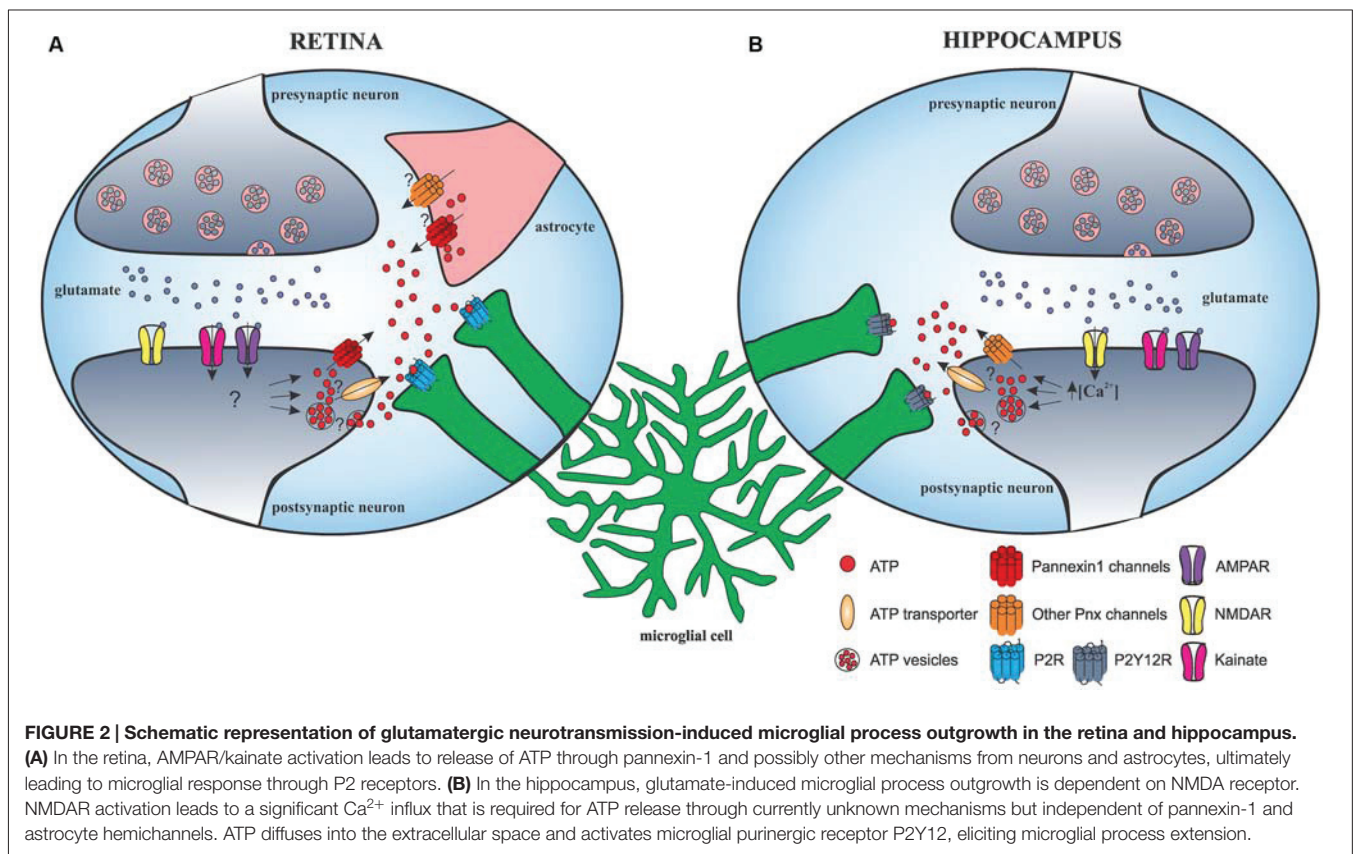 A
RETINA
presynaptic neuron
?
?
astrocyte
glutamate
?
?
?
postsynaptic neuron
B
HIPPOCAMPUS
presynaptic neuron
glutamate
?
?
[Ca²⁺]
postsynaptic neuron
microglial cell
ATP
Pannexin1 channels
AMPAR
ATP transporter
Other Pnx channels
NMDAR
ATP vesicles
P2R
P2Y12R
Kainate
FIGURE 2 | Schematic representation of glutamatergic neurotransmission-induced microglial process outgrowth in the retina and hippocampus.
(A) In the retina, AMPAR/kainate activation leads to release of ATP through pannexin-1 and possibly other mechanisms from neurons and astrocytes, ultimately
leading to microglial response through P2 receptors. (B) In the hippocampus, glutamate-induced microglial process outgrowth is dependent on NMDA receptor.
NMDAR activation leads to a significant Ca²⁺ influx that is required for ATP release through currently unknown mechanisms but independent of pannexin-1 and
astrocyte hemichannels. ATP diffuses into the extracellular space and activates microglial purinergic receptor P2Y12, eliciting microglial process extension.